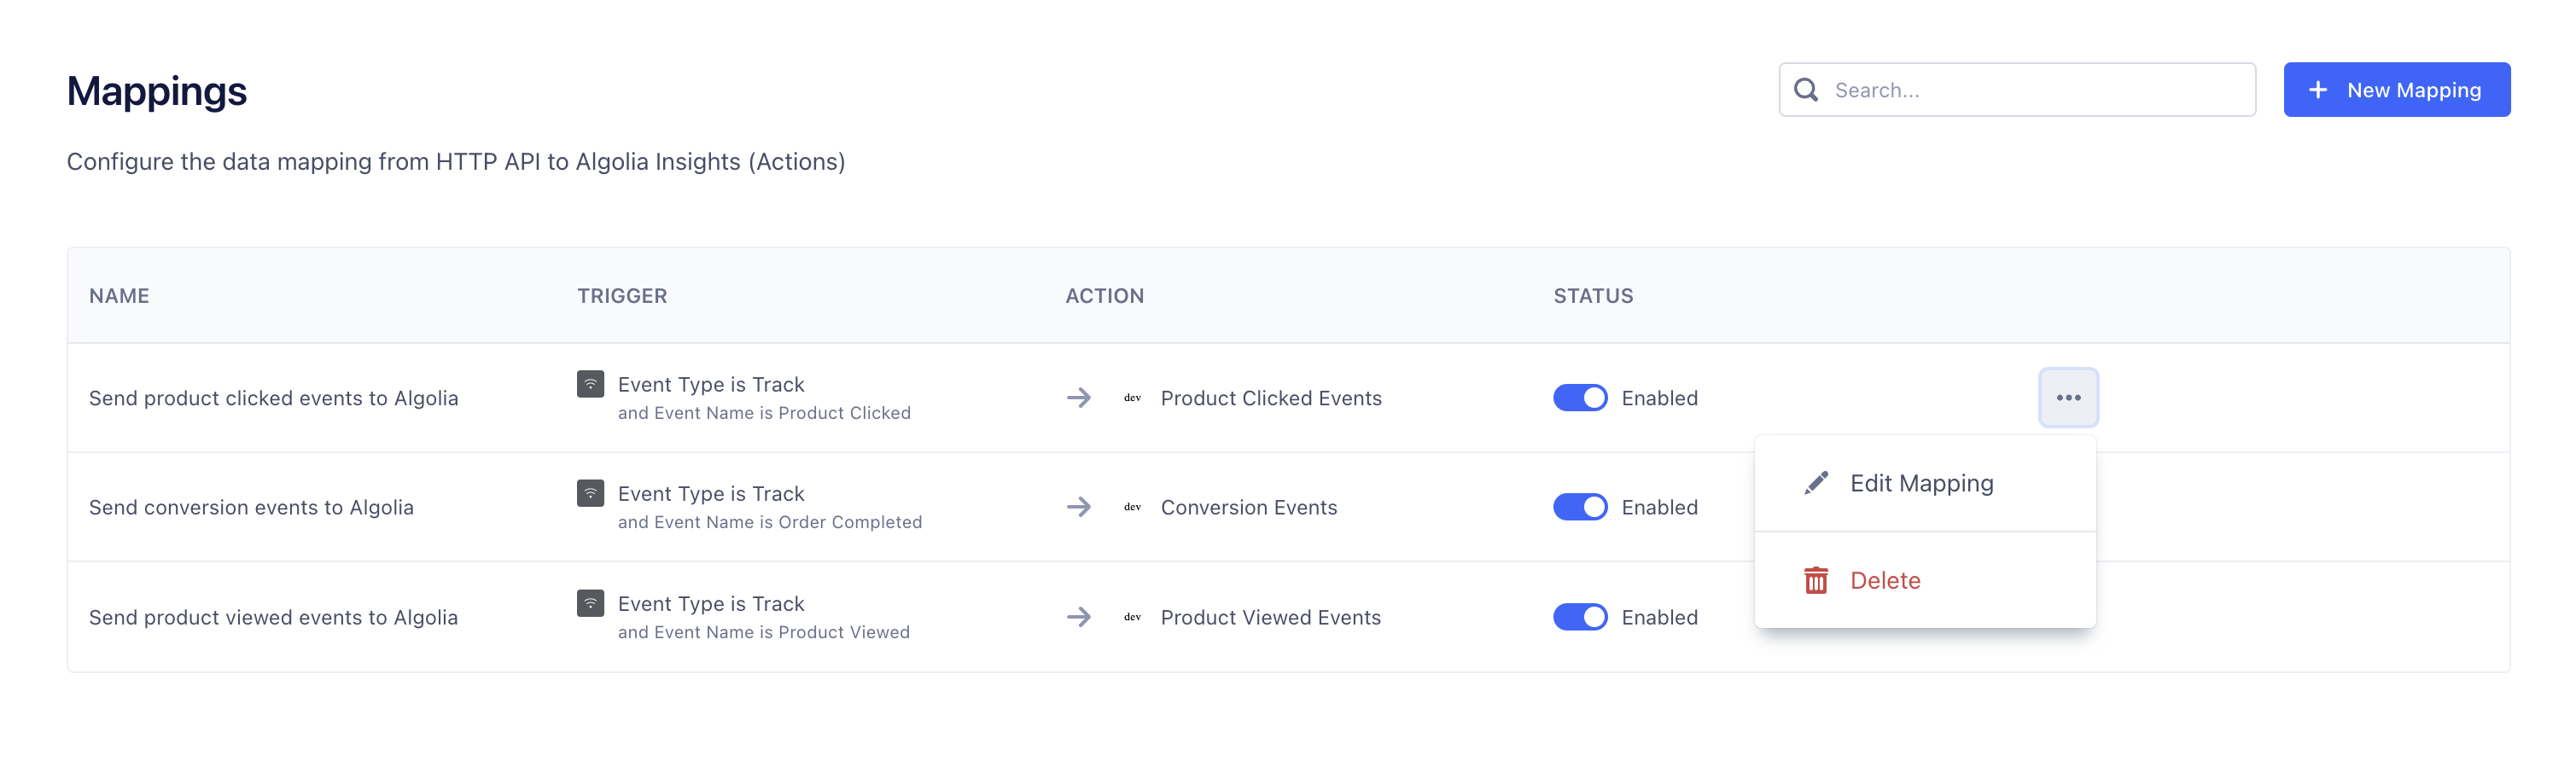 Mappings
Search...
New Mapping
Configure the data mapping from HTTP API to Algolia Insights (Actions)
NAME TRIGGER ACTION STATUS
Send product clicked events to Algolia
Event Type is Track
and Event Name is Product Clicked
dev Product Clicked Events
Enabled
Edit Mapping
Delete
Send conversion events to Algolia
Event Type is Track
and Event Name is Order Completed
dev Conversion Events
Enabled
Send product viewed events to Algolia
Event Type is Track
and Event Name is Product Viewed
dev Product Viewed Events
Enabled